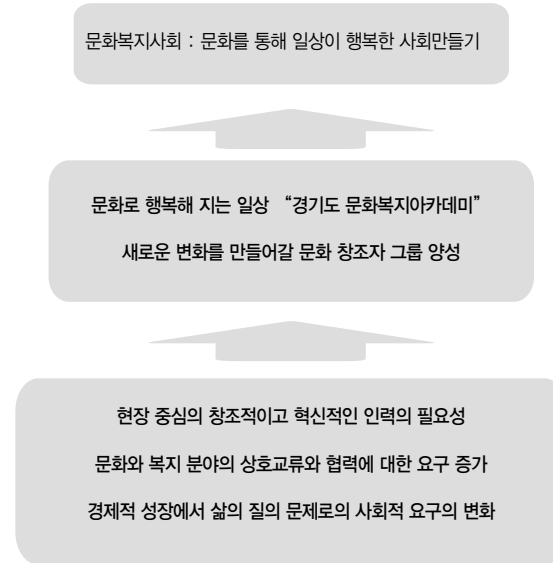 문화복지사회 : 문화를 통해 일상이 행복한 사회만들기
문화로 행복해 지는 일상 “경기도 문화복지아카데미”
새로운 변화를 만들어갈 문화 창조자 그룹 양성
현장 중심의 창조적이고 혁신적인 인력의 필요성
문화와 복지 분야의 상호교류와 협력에 대한 요구 증가
경제적 성장에서 삶의 질의 문제로의 사회적 요구의 변화